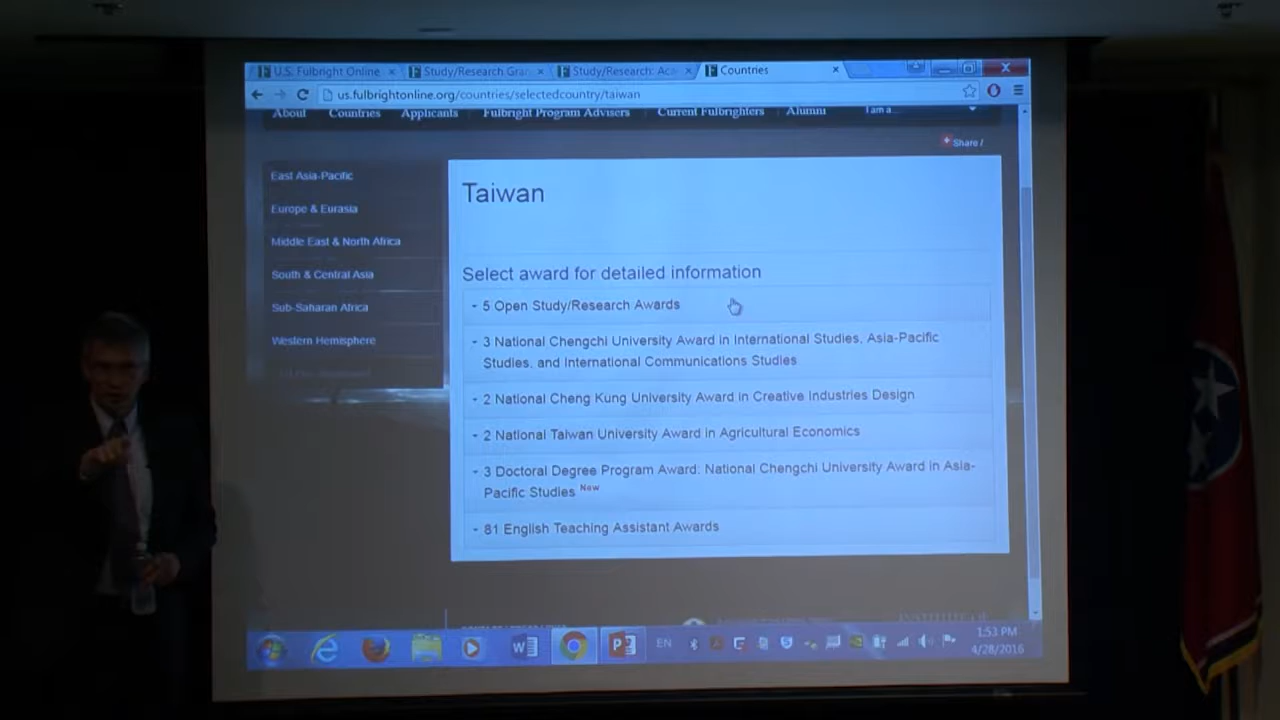 U.S. Fulbright Online
Study/Research Gra
Study/Research: Aca
Countries
us.fulbrightonline.org/countries/selectedcountry/taiwan
About Countries Applicants Fulbright Program Advisers Current Fulbrighters Alumni I am a...
Share /
East Asia-Pacific
Europe & Eurasia
Middle East & North Africa
South & Central Asia
Sub-Saharan Africa
Western Hemisphere
Taiwan
Select award for detailed information
- 5 Open Study/Research Awards
- 3 National Chengchi University Award in International Studies, Asia-Pacific
Studies, and International Communications Studies
- 2 National Cheng Kung University Award in Creative Industries Design
- 2 National Taiwan University Award in Agricultural Economics
- 3 Doctoral Degree Program Award: National Chengchi University Award in Asia-
Pacific Studies New
- 81 English Teaching Assistant Awards
EN
1:53 PM
4/28/2016